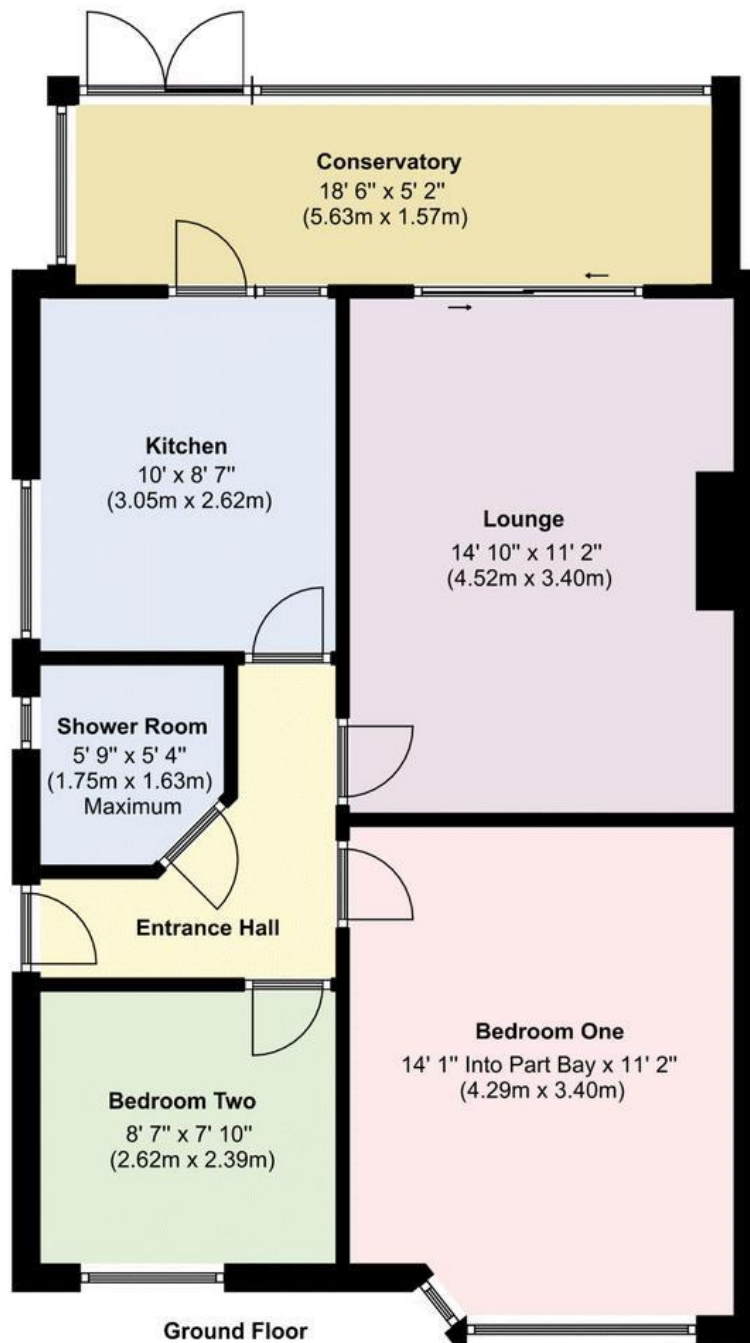 Conservatory
18' 6" x 5' 2"
(5.63m x 1.57m)
Kitchen
10' x 8' 7"
(3.05m x 2.62m)
Lounge
14' 10" x 11' 2"
(4.52m x 3.40m)
Shower Room
5' 9" x 5' 4"
(1.75m x 1.63m)
Maximum
Entrance Hall
Bedroom One
14' 1" Into Part Bay x 11' 2"
(4.29m x 3.40m)
Bedroom Two
8' 7" x 7' 10"
(2.62m x 2.39m)
Ground Floor